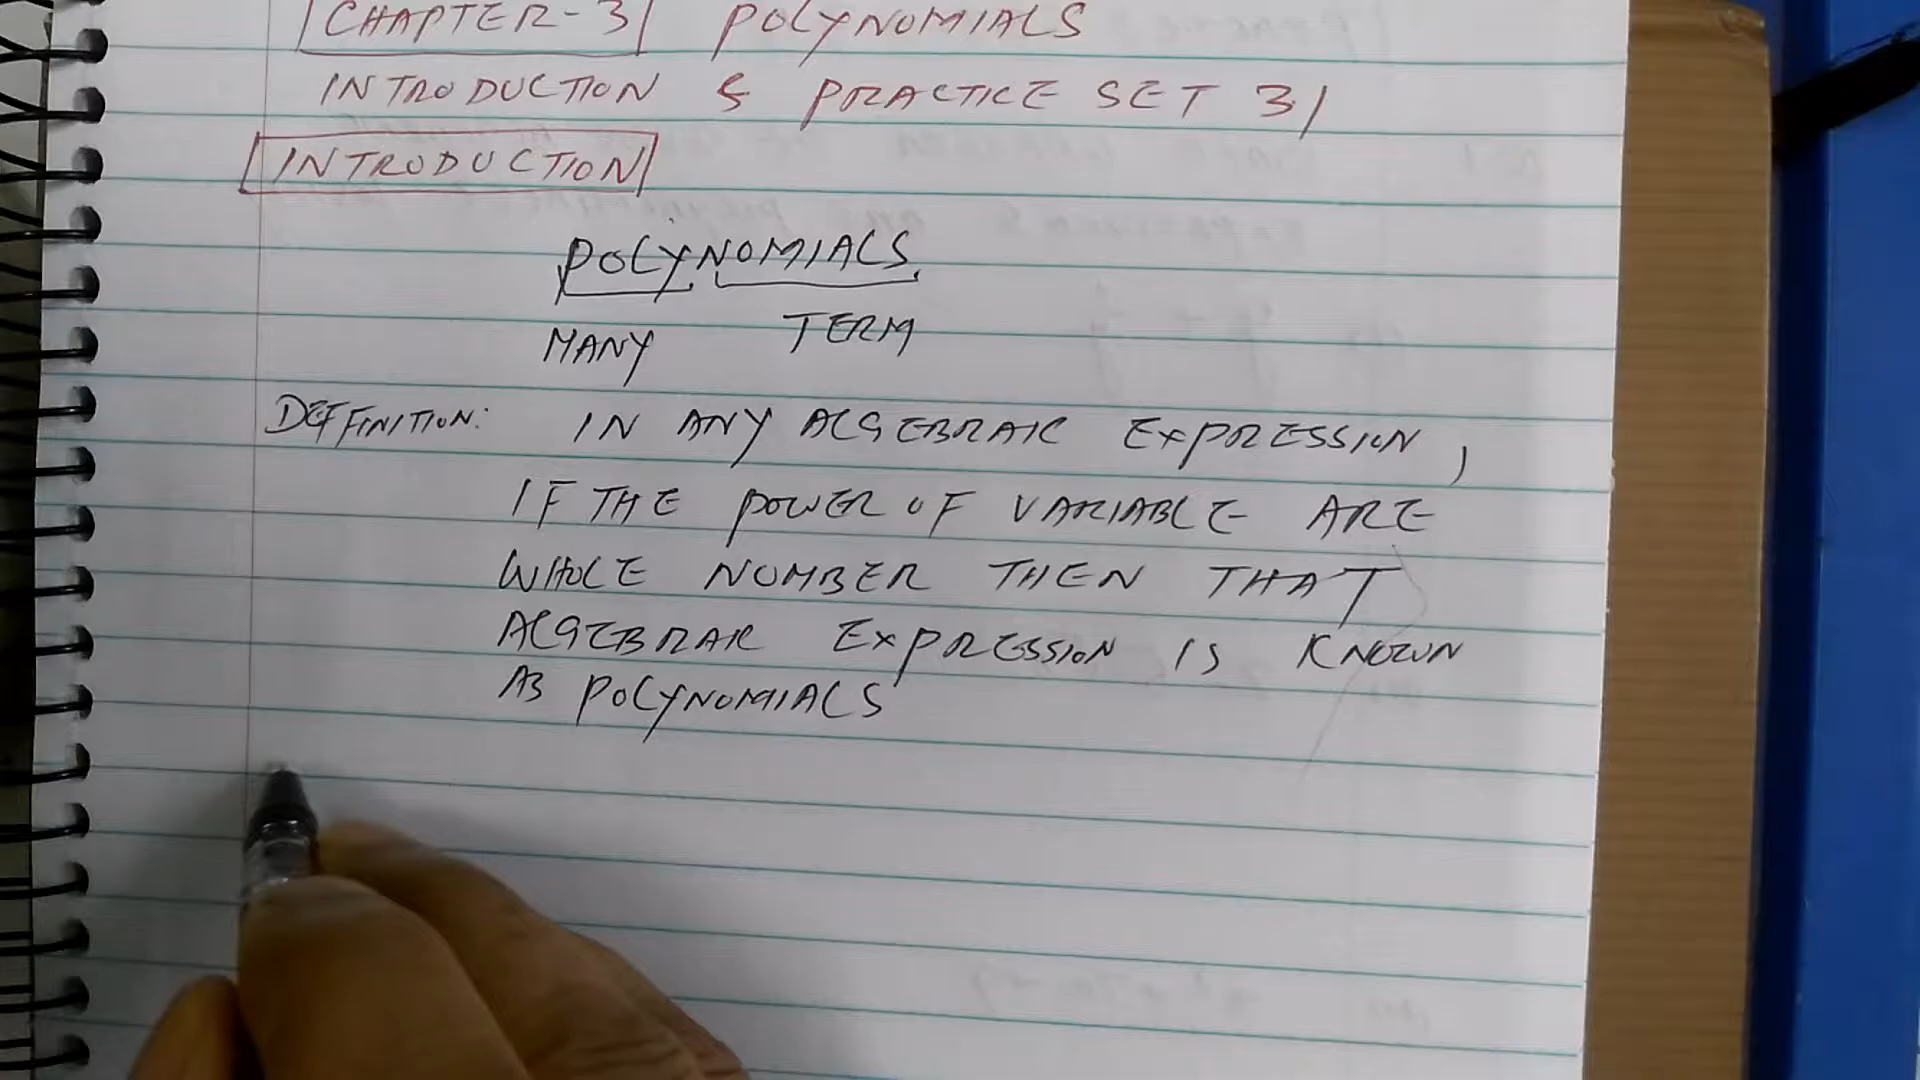 CHAPTER-3 POLYNOMIALS
INTRODUCTION & PRACTICE SET 3.1
INTRODUCTION
POLYNOMIALS
MANY TERM
DEFFINITION: IN ANY ALGEBRAIC EXPRESSION,
IF THE POWER OF VARIABLE ARE
WHOLE NUMBER THEN THAT
ALGEBRAIC EXPRESSION IS KNOWN
AS POLYNOMIALS